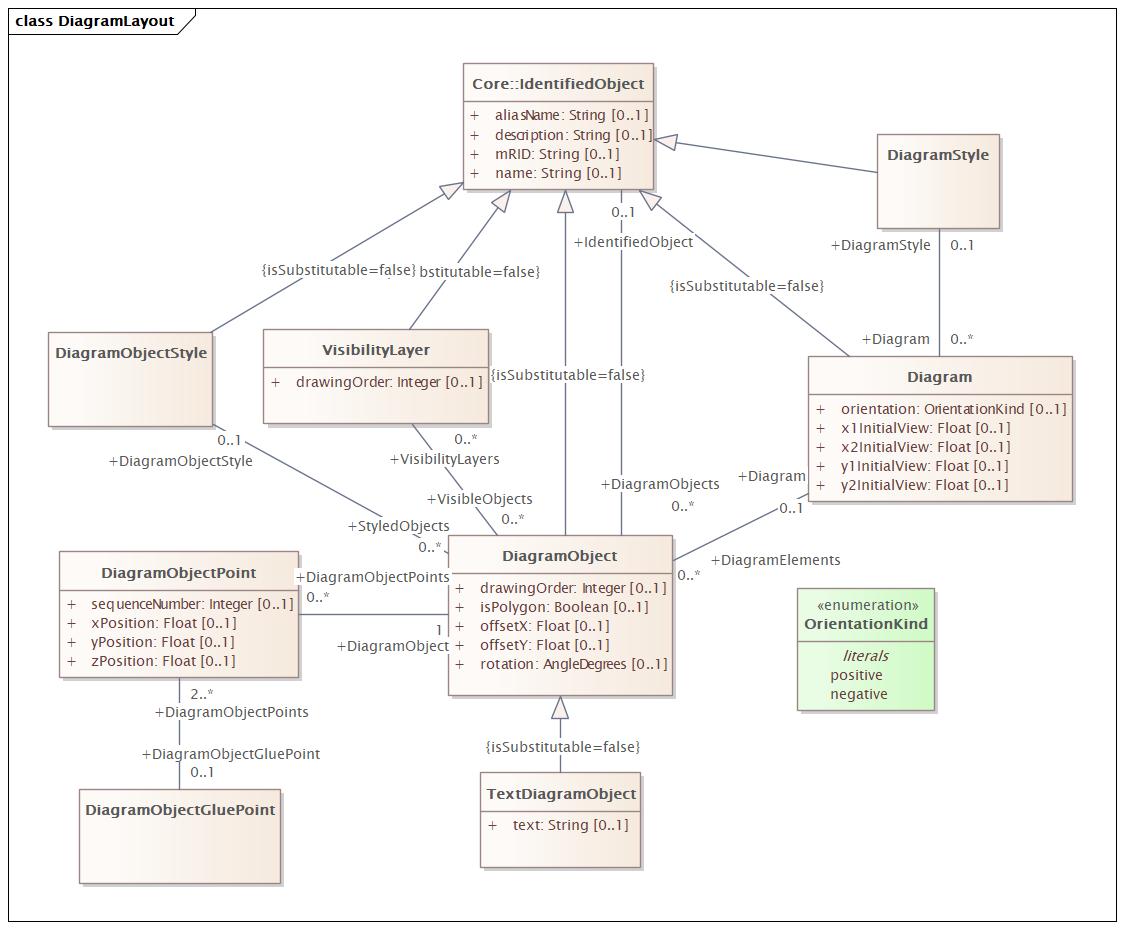 class DiagramLayout
Core::IdentifiedObject
+ aliasName: String [0..1]
+ description: String [0..1]
+ mRID: String [0..1]
+ name: String [0..1]
DiagramStyle
0..1
+IdentifiedObject
+DiagramStyle 0..1
{isSubstitutable=false}
bstitutable=false}
{isSubstitutable=false}
+Diagram 0..*
DiagramObjectStyle
VisibilityLayer
+ drawingOrder: Integer [0..1]
{isSubstitutable=false}
Diagram
+ orientation: OrientationKind [0..1]
+ x1InitialView: Float [0..1]
+ x2InitialView: Float [0..1]
+ y1InitialView: Float [0..1]
+ y2InitialView: Float [0..1]
0..1
+DiagramObjectStyle
0..*
+VisibilityLayers
+DiagramObjects
0..*
+Diagram
0..1
+VisibleObjects
0..*
+StyledObjects
0..*
+DiagramElements
0..*
DiagramObject
+ drawingOrder: Integer [0..1]
+ isPolygon: Boolean [0..1]
+ offsetX: Float [0..1]
+ offsetY: Float [0..1]
+ rotation: AngleDegrees [0..1]
DiagramObjectPoint
+ sequenceNumber: Integer [0..1]
+ xPosition: Float [0..1]
+ yPosition: Float [0..1]
+ zPosition: Float [0..1]
+DiagramObjectPoints
0..*
1
+DiagramObject
«enumeration»
OrientationKind
literals
positive
negative
2..*
+DiagramObjectPoints
+DiagramObjectGluePoint
0..1
DiagramObjectGluePoint
{isSubstitutable=false}
TextDiagramObject
+ text: String [0..1]